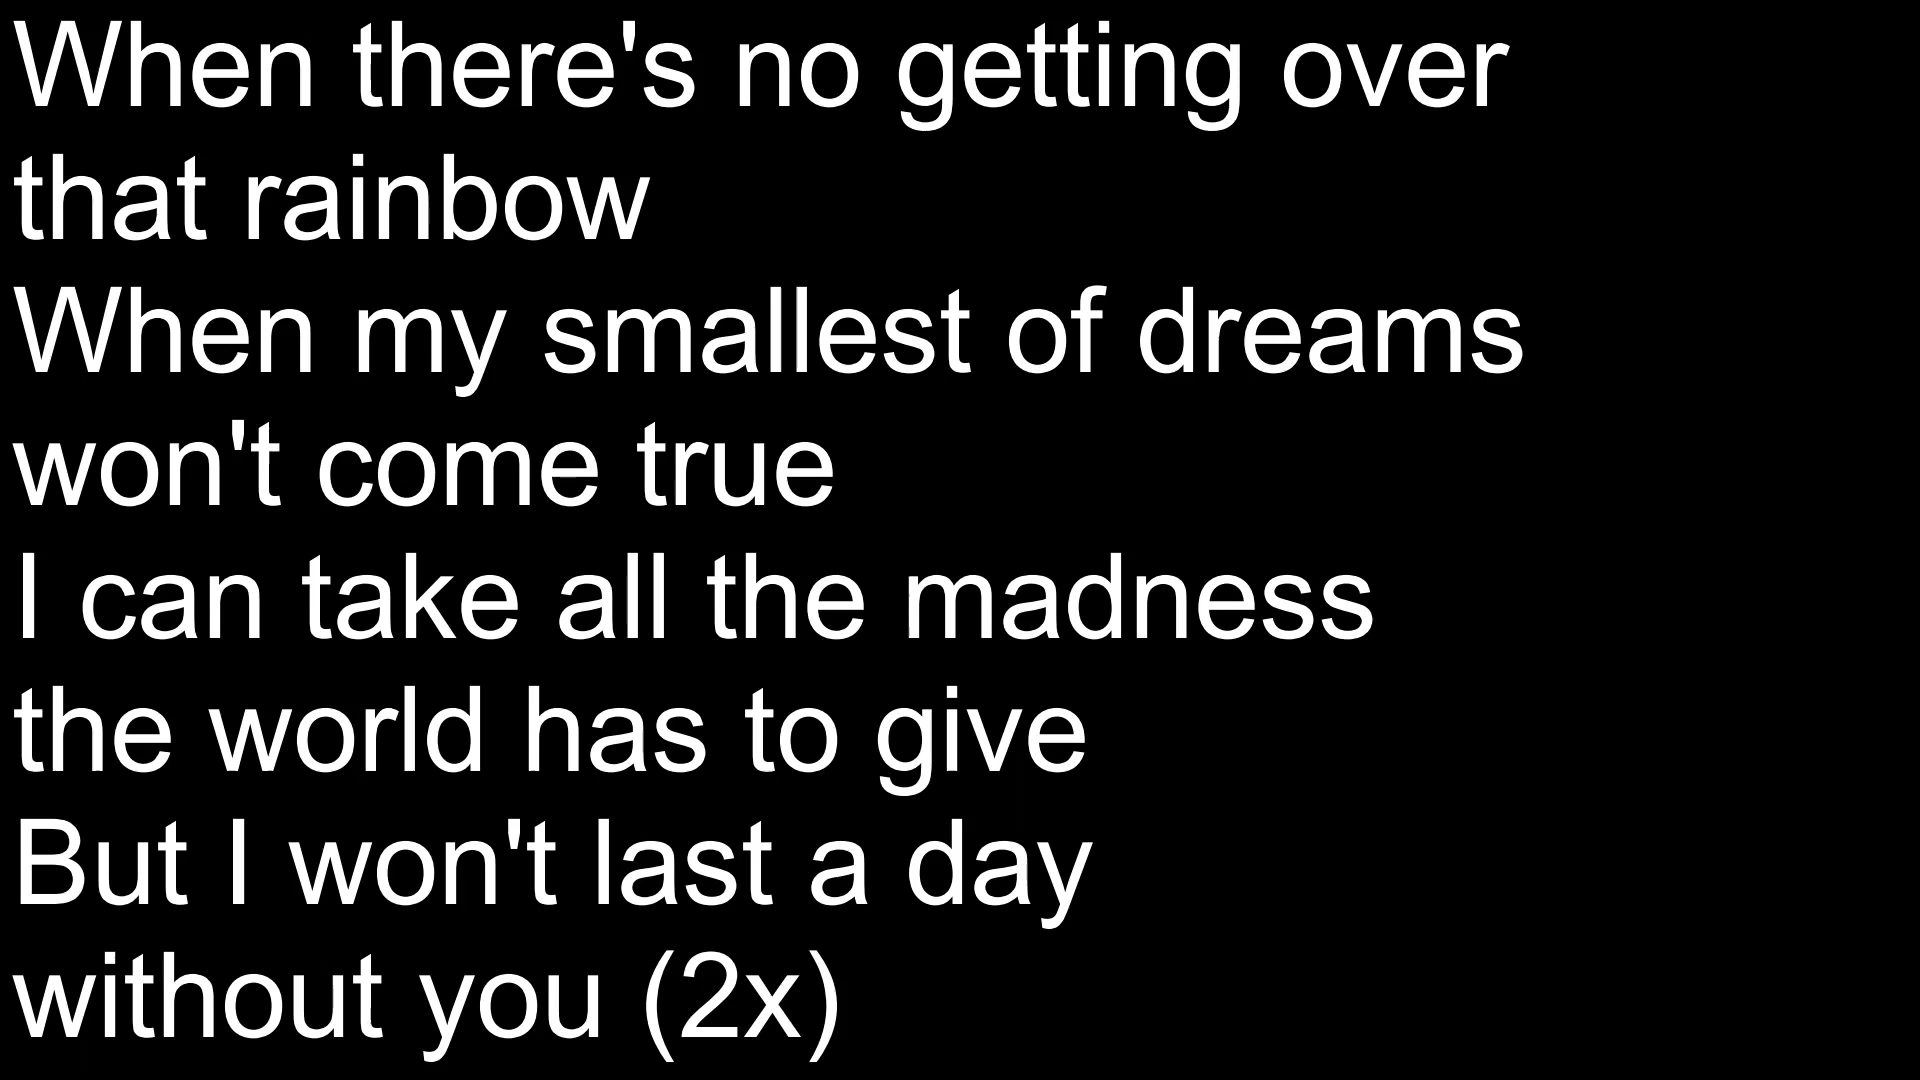 When there's no getting over
that rainbow
When my smallest of dreams
won't come true
I can take all the madness
the world has to give
But I won't last a day
without you (2x)